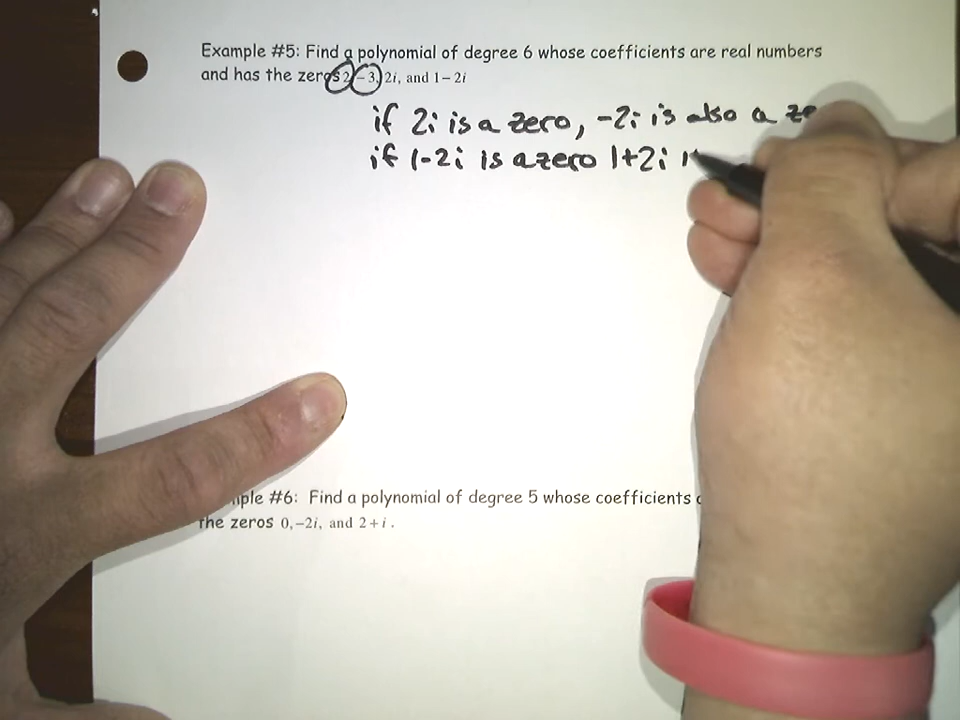 Example #5: Find a polynomial of degree 6 whose coefficients are real numbers
and has the zeros 2, -3, 2i, and 1-2i
if 2i is a zero, -2i is also a
if 1-2i is a zero 1+2i
#6: Find a polynomial of degree 5 whose coefficients
the zeros 0,-2i, and 2+i.